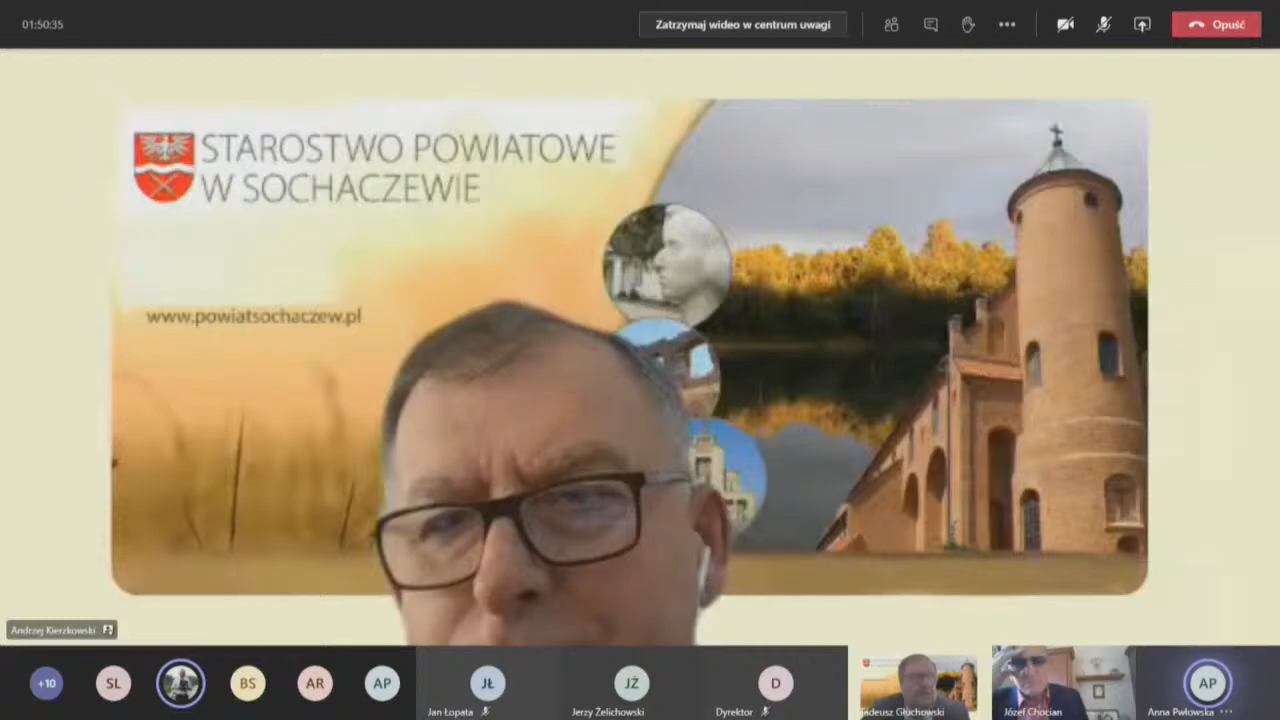 01:50:35
Zatrzymaj wideo w centrum uwagi
Opuść
STAROSTWO POWIATOWE
W SOCHACZEWIE
www.powiatsochaczew.pl
Andrzej Kierzkowski
+10
SL
BS
AR
AP
JŁ
Jan Łopata
JŻ
Jerzy Żelichowski
D
Dyrektor
Tadeusz Głuchowski
Józef Chocian
AP
Anna Pwłowska